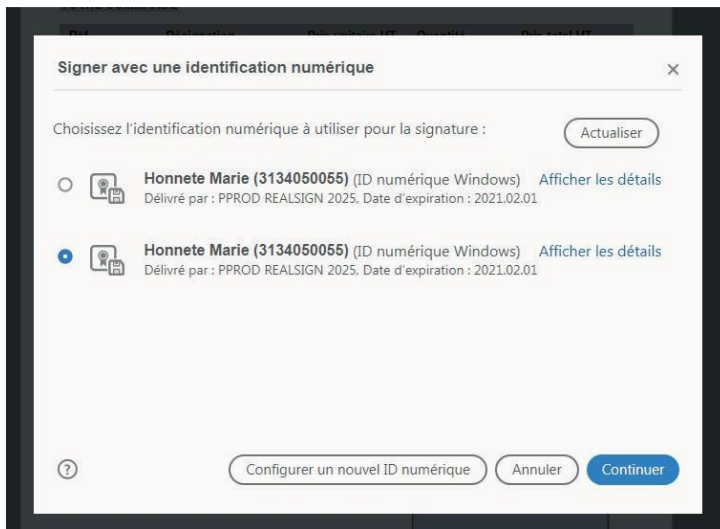 Signer avec une identification numérique
Choisissez l'identification numérique à utiliser pour la signature :
Actualiser
Honnete Marie (3134050055) (ID numérique Windows) Afficher les détails
Délivré par : PPROD REALSIGN 2025, Date d'expiration : 2021.02.01
Honnete Marie (3134050055) (ID numérique Windows) Afficher les détails
Délivré par : PPROD REALSIGN 2025, Date d'expiration : 2021.02.01
?
Configurer un nouvel ID numérique
Annuler
Continuer